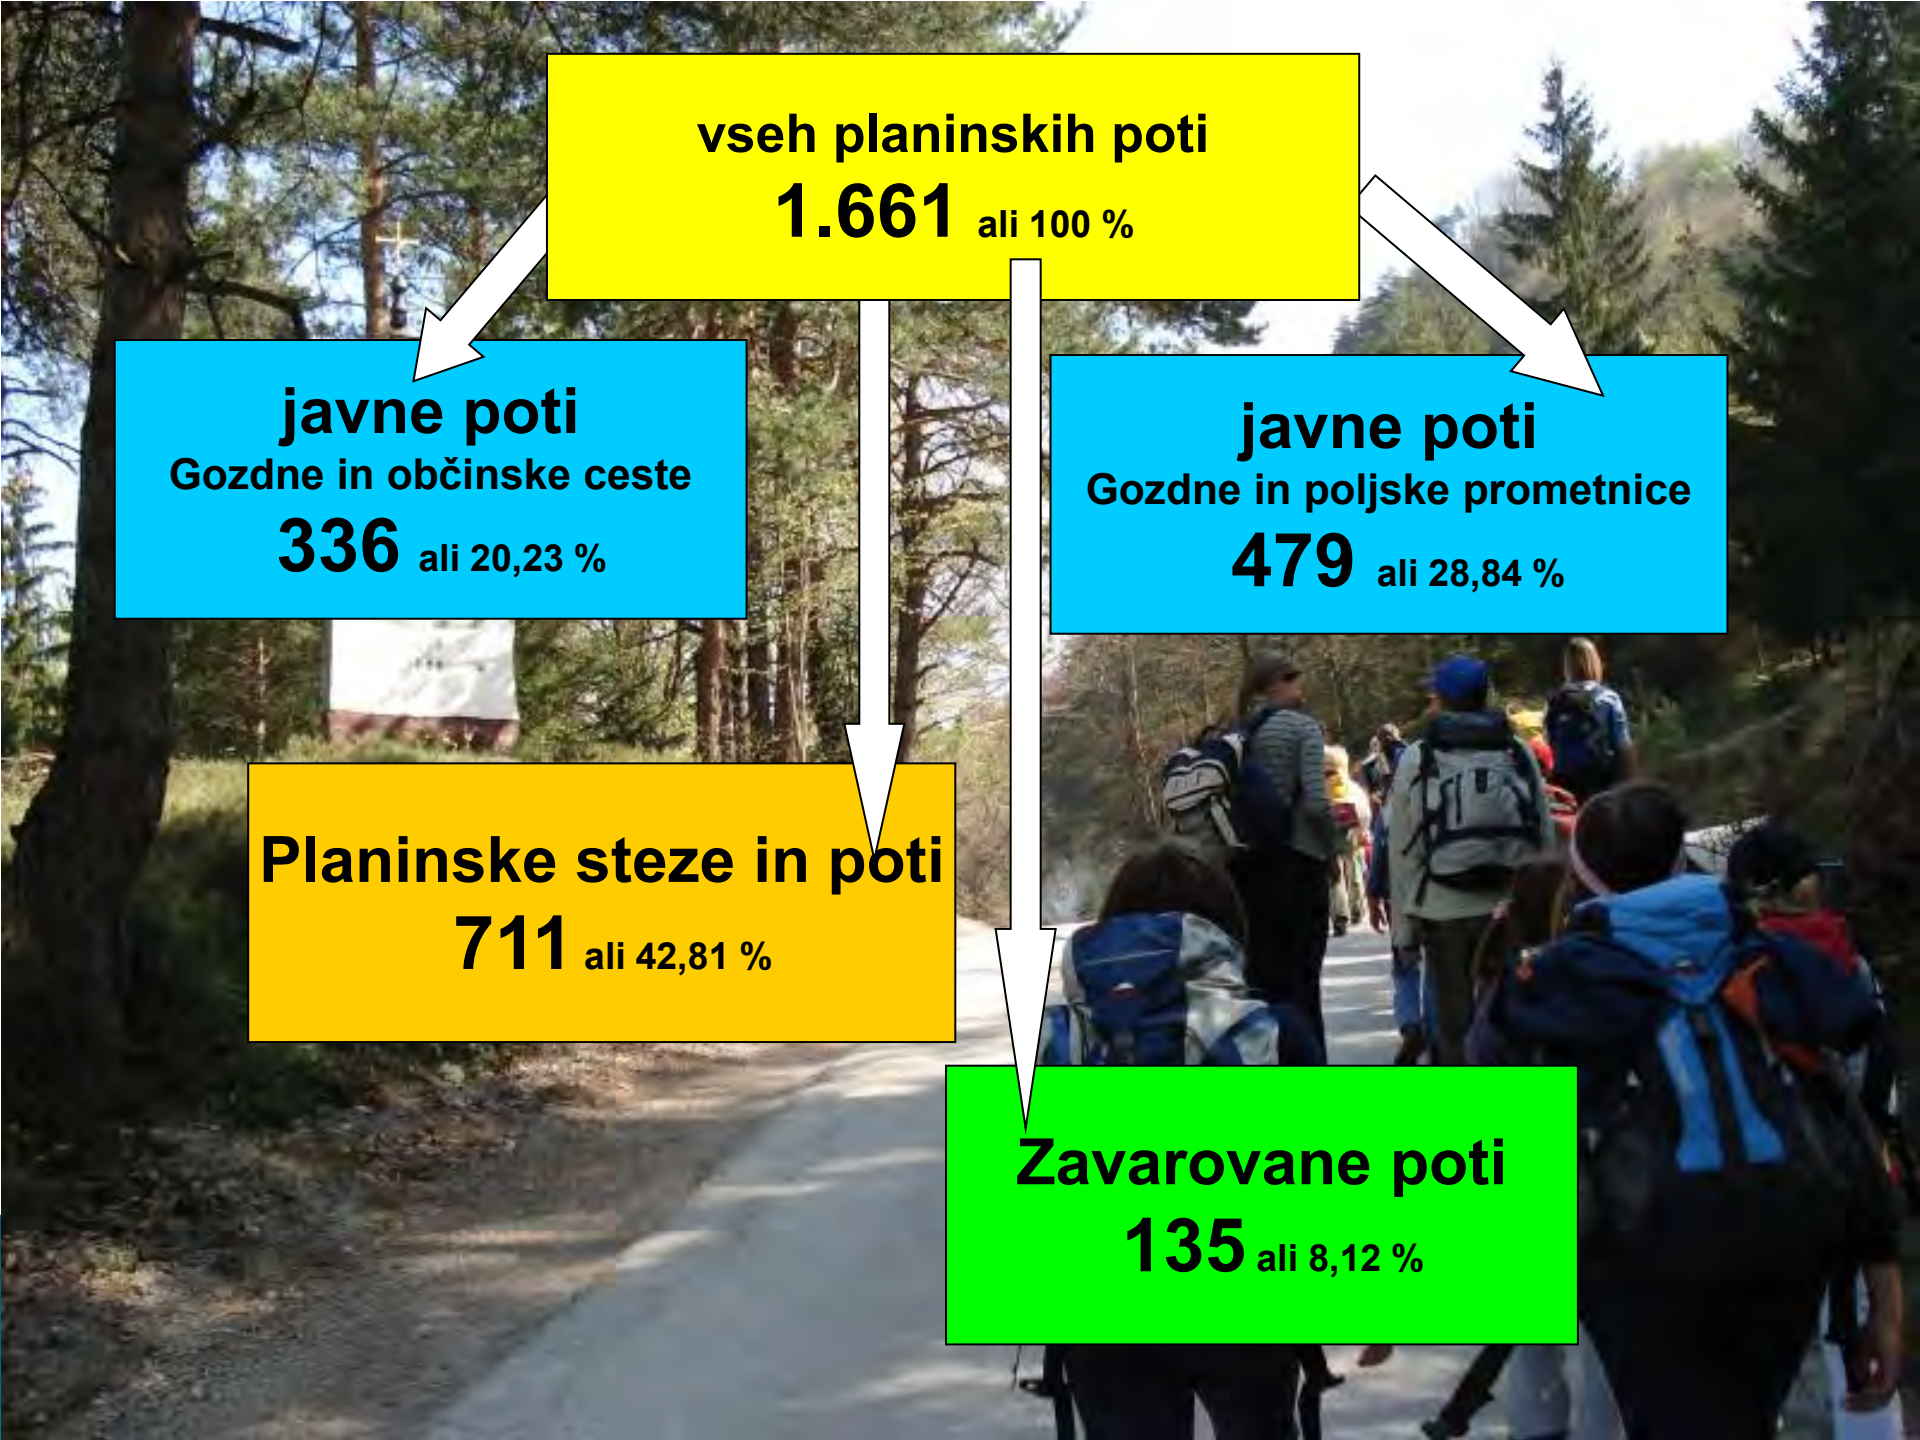 vseh planinskih poti
1.661 ali 100 %
javne poti
Gozdne in občinske ceste
336 ali 20,23 %
javne poti
Gozdne in poljske prometnice
479 ali 28,84 %
Planinske steze in poti
711 ali 42,81 %
Zavarovane poti
135 ali 8,12 %